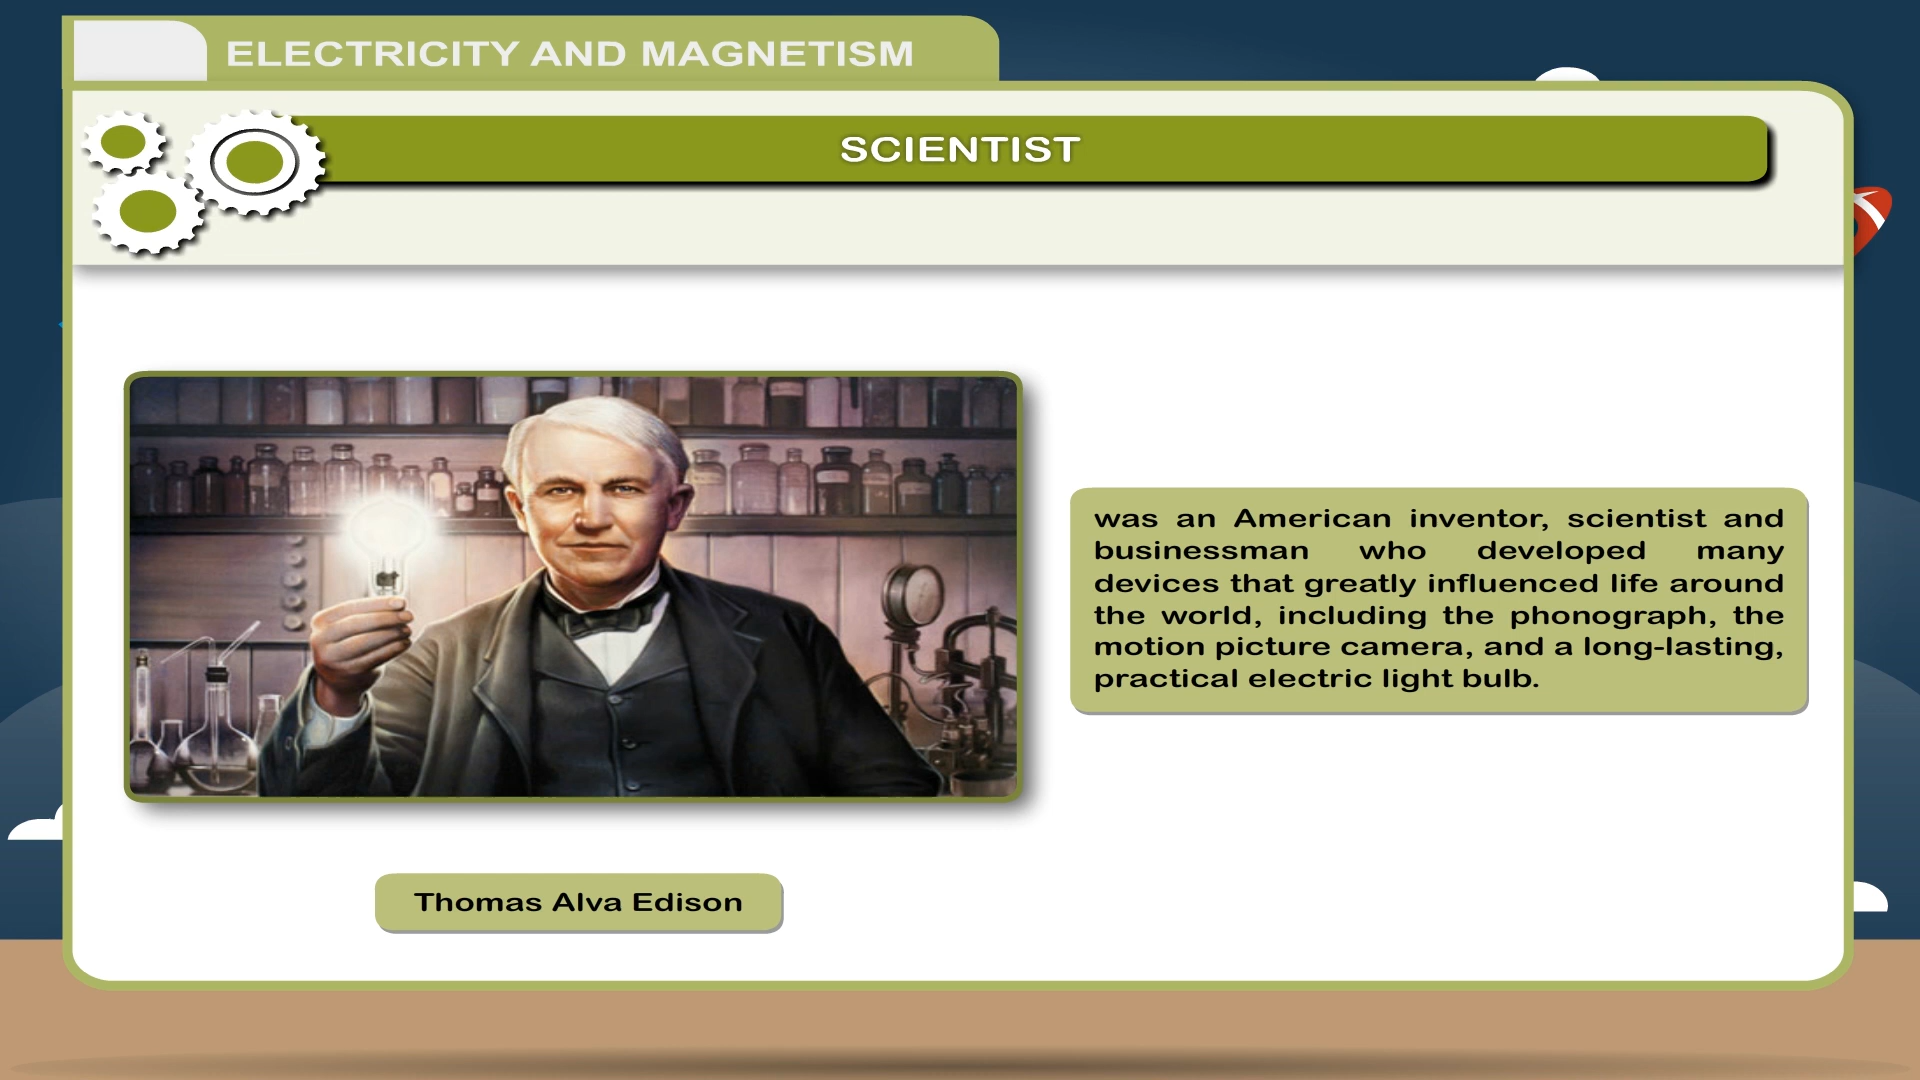 ELECTRICITY AND MAGNETISM
SCIENTIST
was an American inventor, scientist and
businessman who developed many
devices that greatly influenced life around
the world, including the phonograph, the
motion picture camera, and a long-lasting,
practical electric light bulb.
Thomas Alva Edison